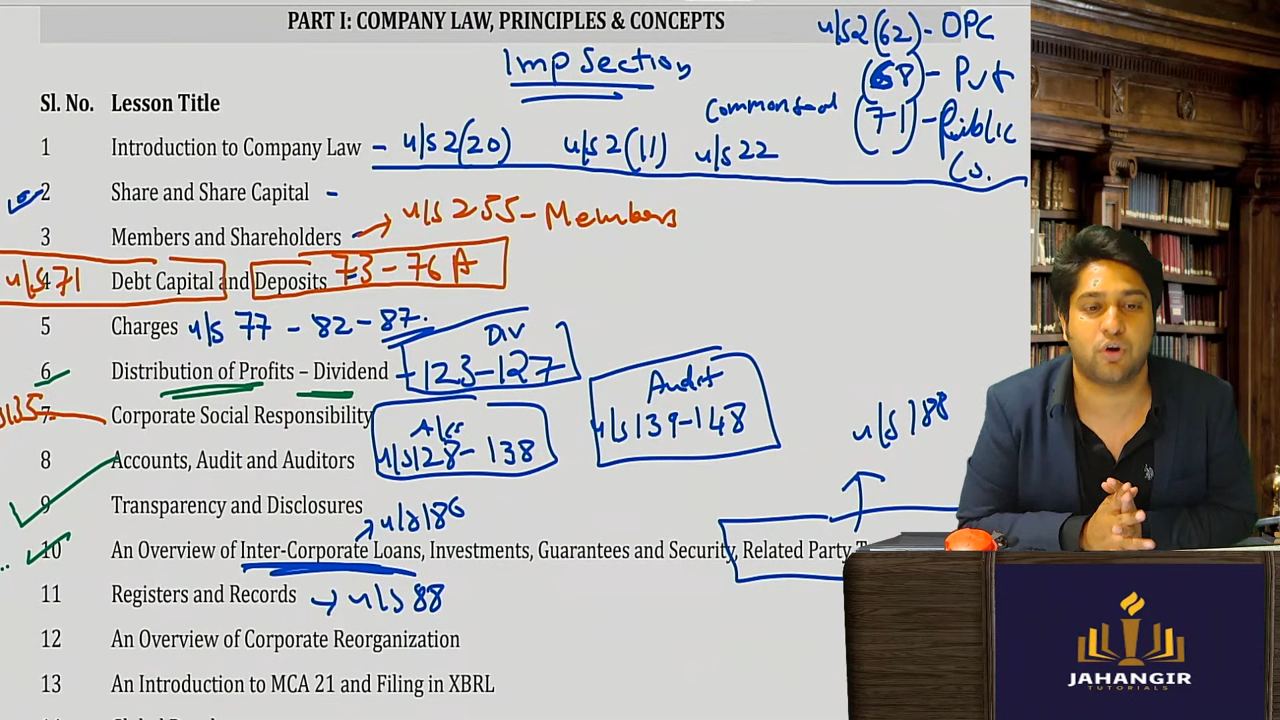 PART I: COMPANY LAW, PRINCIPLES & CONCEPTS
u/s 2(62) - OPC
(68) - Pvt
(71) - Public Co.
Imp Section
Common seal
Sl. No. Lesson Title
1 Introduction to Company Law - u/s 2(20) u/s 2(11) u/s 22
2 Share and Share Capital -
3 Members and Shareholders → u/s 2 55 - Members
u/s 71 4 Debt Capital and Deposits 73 - 76 A
5 Charges u/s 77 - 82 - 87.
Div
6 Distribution of Profits – Dividend - 123-127
Audit
u/s 139-148
7 Corporate Social Responsibility
u/s 128 - 138
u/s 188
8 Accounts, Audit and Auditors
9 Transparency and Disclosures
→ u/s 186
10 An Overview of Inter-Corporate Loans, Investments, Guarantees and Security, Related Party
11 Registers and Records → u/s 88
12 An Overview of Corporate Reorganization
13 An Introduction to MCA 21 and Filing in XBRL
JAHANGIR
TUTORIALS